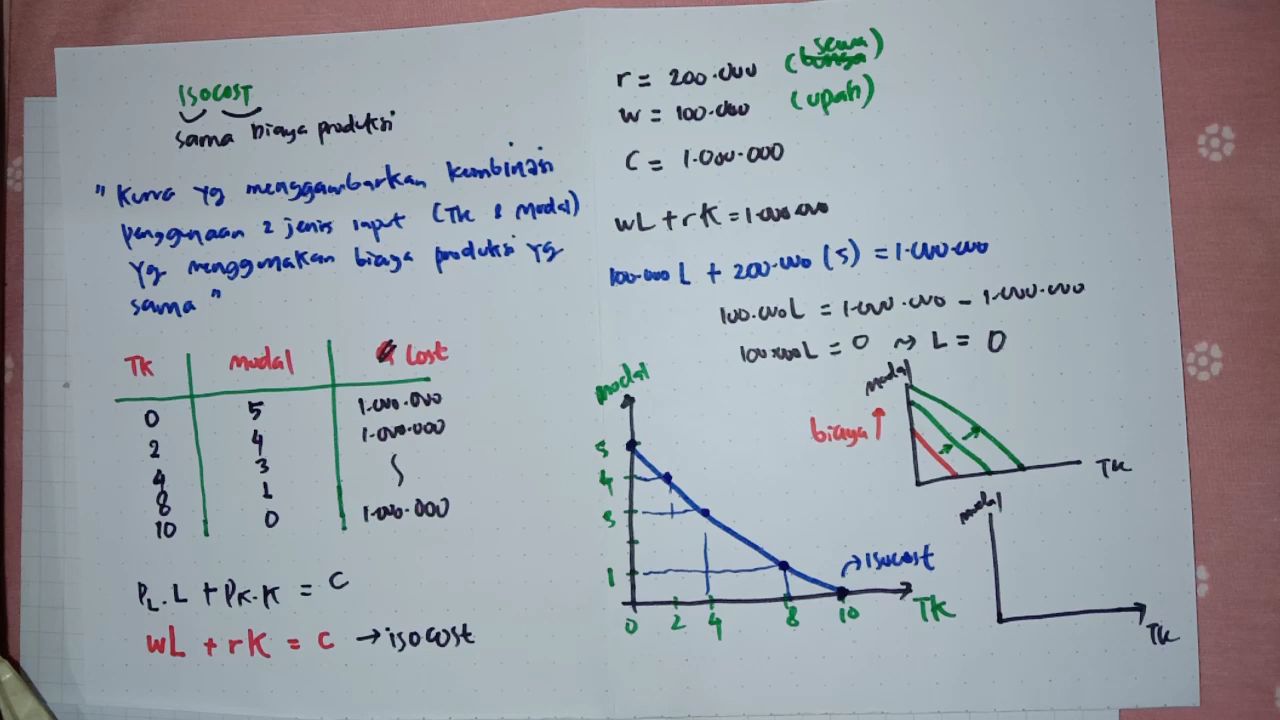 ISOCOST
sama biaya produksi
"Kurva yg menggambarkan kombinasi
penggunaan 2 jenis input (TK & Modal)
yg menggunakan biaya produksi yg
sama"
TK modal Cost
0 5 1.000.000
2 4 1.000.000
4 3
8 1
10 0 1.000.000
PL.L + PK.K = C
wL + rK = C → isocost
r = 200.000 (sewa)
w = 100.000 (upah)
C = 1.000.000
wL + rK = 1.000.000
100.000 L + 200.000 (5) = 1.000.000
100.000L = 1.000.000 - 1.000.000
100.000L = 0 → L = 0
modal
5
4
3
1
0 2 4 8 10 TK
isocost
modal
biaya ↑
TK
modal
TK